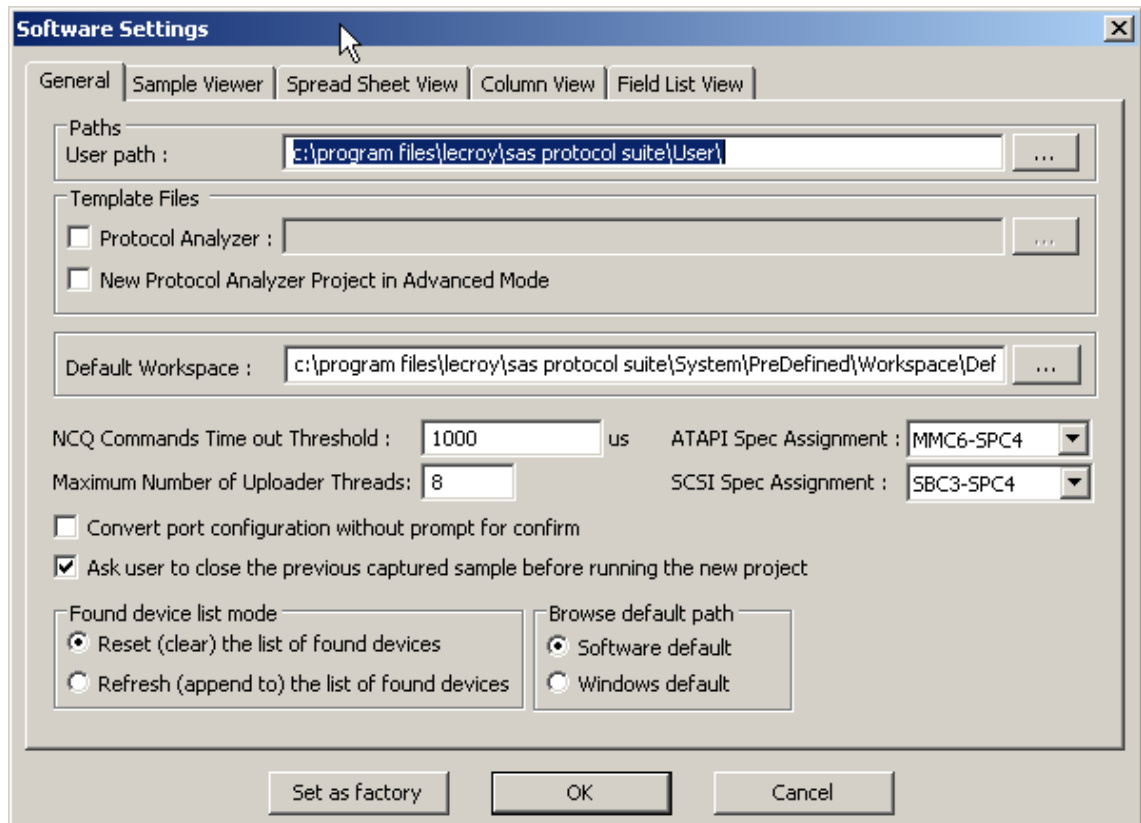 Software Settings
General Sample Viewer Spread Sheet View Column View Field List View
Paths
User path : c:\program files\lecroy\sas protocol suite\User\ ...
Template Files
Protocol Analyzer : ...
New Protocol Analyzer Project in Advanced Mode
Default Workspace : c:\program files\lecroy\sas protocol suite\System\PreDefined\Workspace\Def ...
NCQ Commands Time out Threshold : 1000 us ATAPI Spec Assignment : MMC6-SPC4
Maximum Number of Uploader Threads: 8 SCSI Spec Assignment : SBC3-SPC4
Convert port configuration without prompt for confirm
Ask user to close the previous captured sample before running the new project
Found device list mode Browse default path
Reset (clear) the list of found devices Software default
Refresh (append to) the list of found devices Windows default
Set as factory OK Cancel